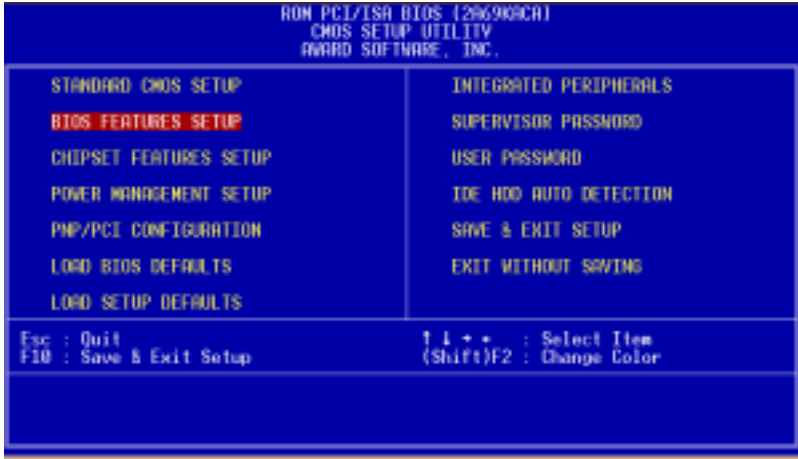 ROM PCI/ISA BIOS (2A69KACA)
CMOS SETUP UTILITY
AWARD SOFTWARE, INC.
STANDARD CMOS SETUP
BIOS FEATURES SETUP
CHIPSET FEATURES SETUP
POWER MANAGEMENT SETUP
PNP/PCI CONFIGURATION
LOAD BIOS DEFAULTS
LOAD SETUP DEFAULTS
INTEGRATED PERIPHERALS
SUPERVISOR PASSWORD
USER PASSWORD
IDE HDD AUTO DETECTION
SAVE & EXIT SETUP
EXIT WITHOUT SAVING
Esc : Quit
F10 : Save & Exit Setup
↑ ↓ → ← : Select Item
(Shift)F2 : Change Color